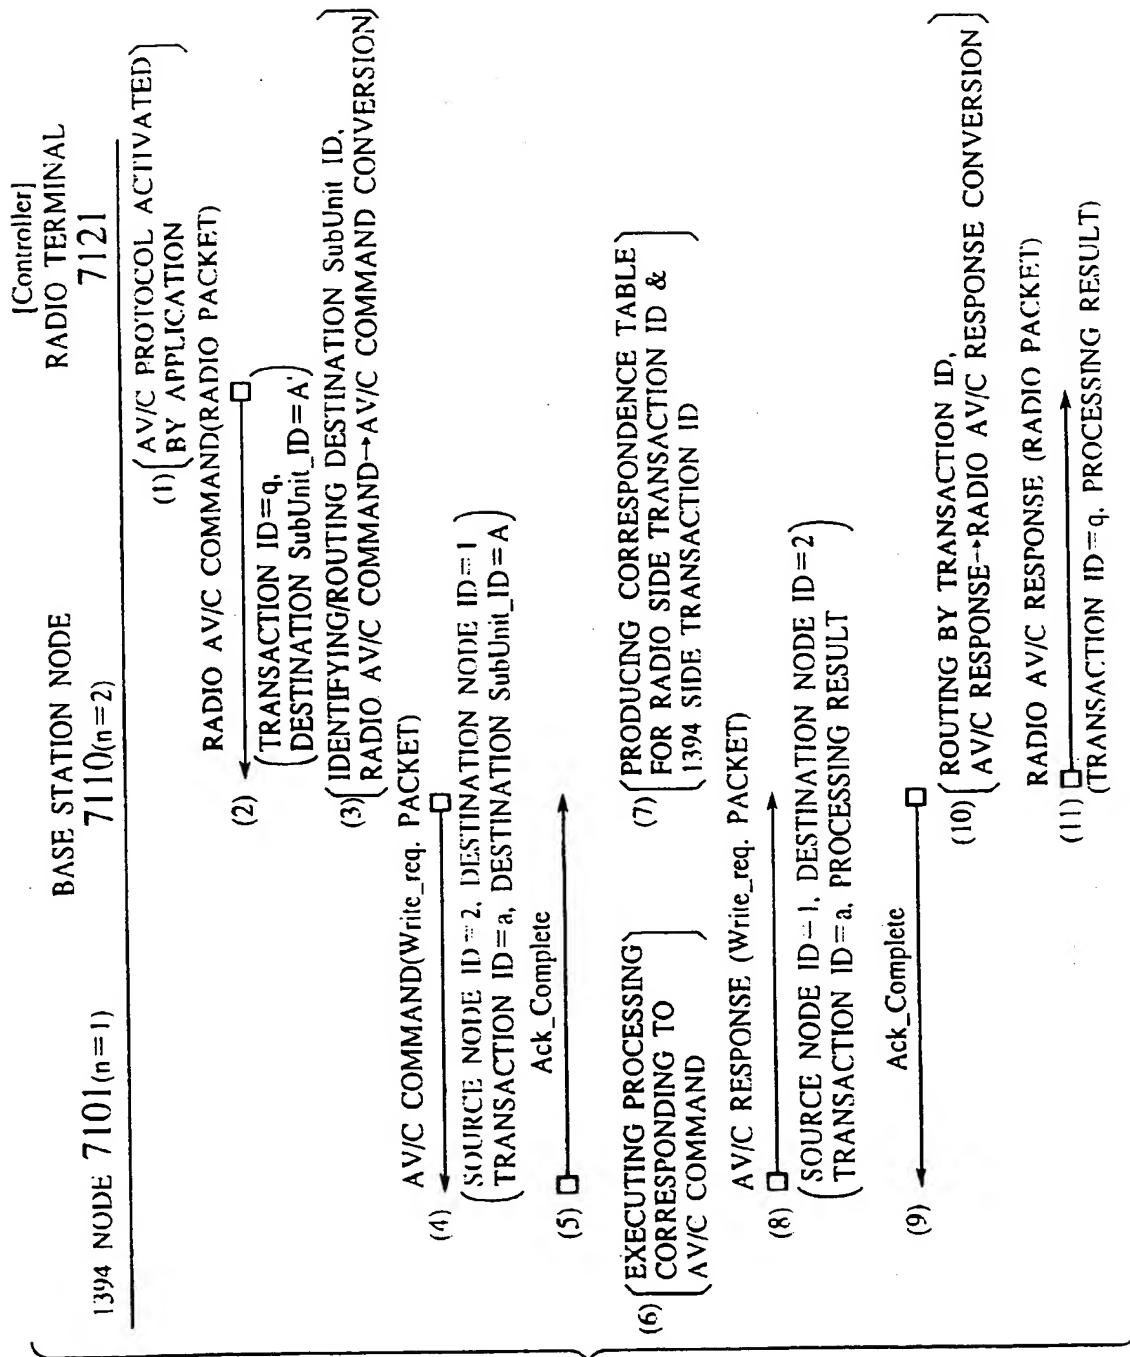 [Controller]
1394 NODE 7101(n=1)
BASE STATION NODE
7110(n=2)
RADIO TERMINAL
7121
(1) AV/C PROTOCOL ACTIVATED
BY APPLICATION
RADIO AV/C COMMAND(RADIO PACKET)
(2)
(TRANSACTION ID=q,
DESTINATION SubUnit_ID=A')
(3) IDENTIFYING/ROUTING DESTINATION SubUnit ID,
RADIO AV/C COMMAND→AV/C COMMAND CONVERSION
AV/C COMMAND(Write_req. PACKET)
(4)
(SOURCE NODE ID=2, DESTINATION NODE ID=1
TRANSACTION ID=a, DESTINATION SubUnit_ID=A)
Ack_Complete
(5)
(6) EXECUTING PROCESSING
CORRESPONDING TO
AV/C COMMAND
(7) PRODUCING CORRESPONDENCE TABLE
FOR RADIO SIDE TRANSACTION ID &
1394 SIDE TRANSACTION ID
AV/C RESPONSE (Write_req. PACKET)
(8)
(SOURCE NODE ID=1, DESTINATION NODE ID=2
TRANSACTION ID=a, PROCESSING RESULT)
Ack_Complete
(9)
(10) ROUTING BY TRANSACTION ID,
AV/C RESPONSE→RADIO AV/C RESPONSE CONVERSION
RADIO AV/C RESPONSE (RADIO PACKET)
(11)
(TRANSACTION ID=q, PROCESSING RESULT)